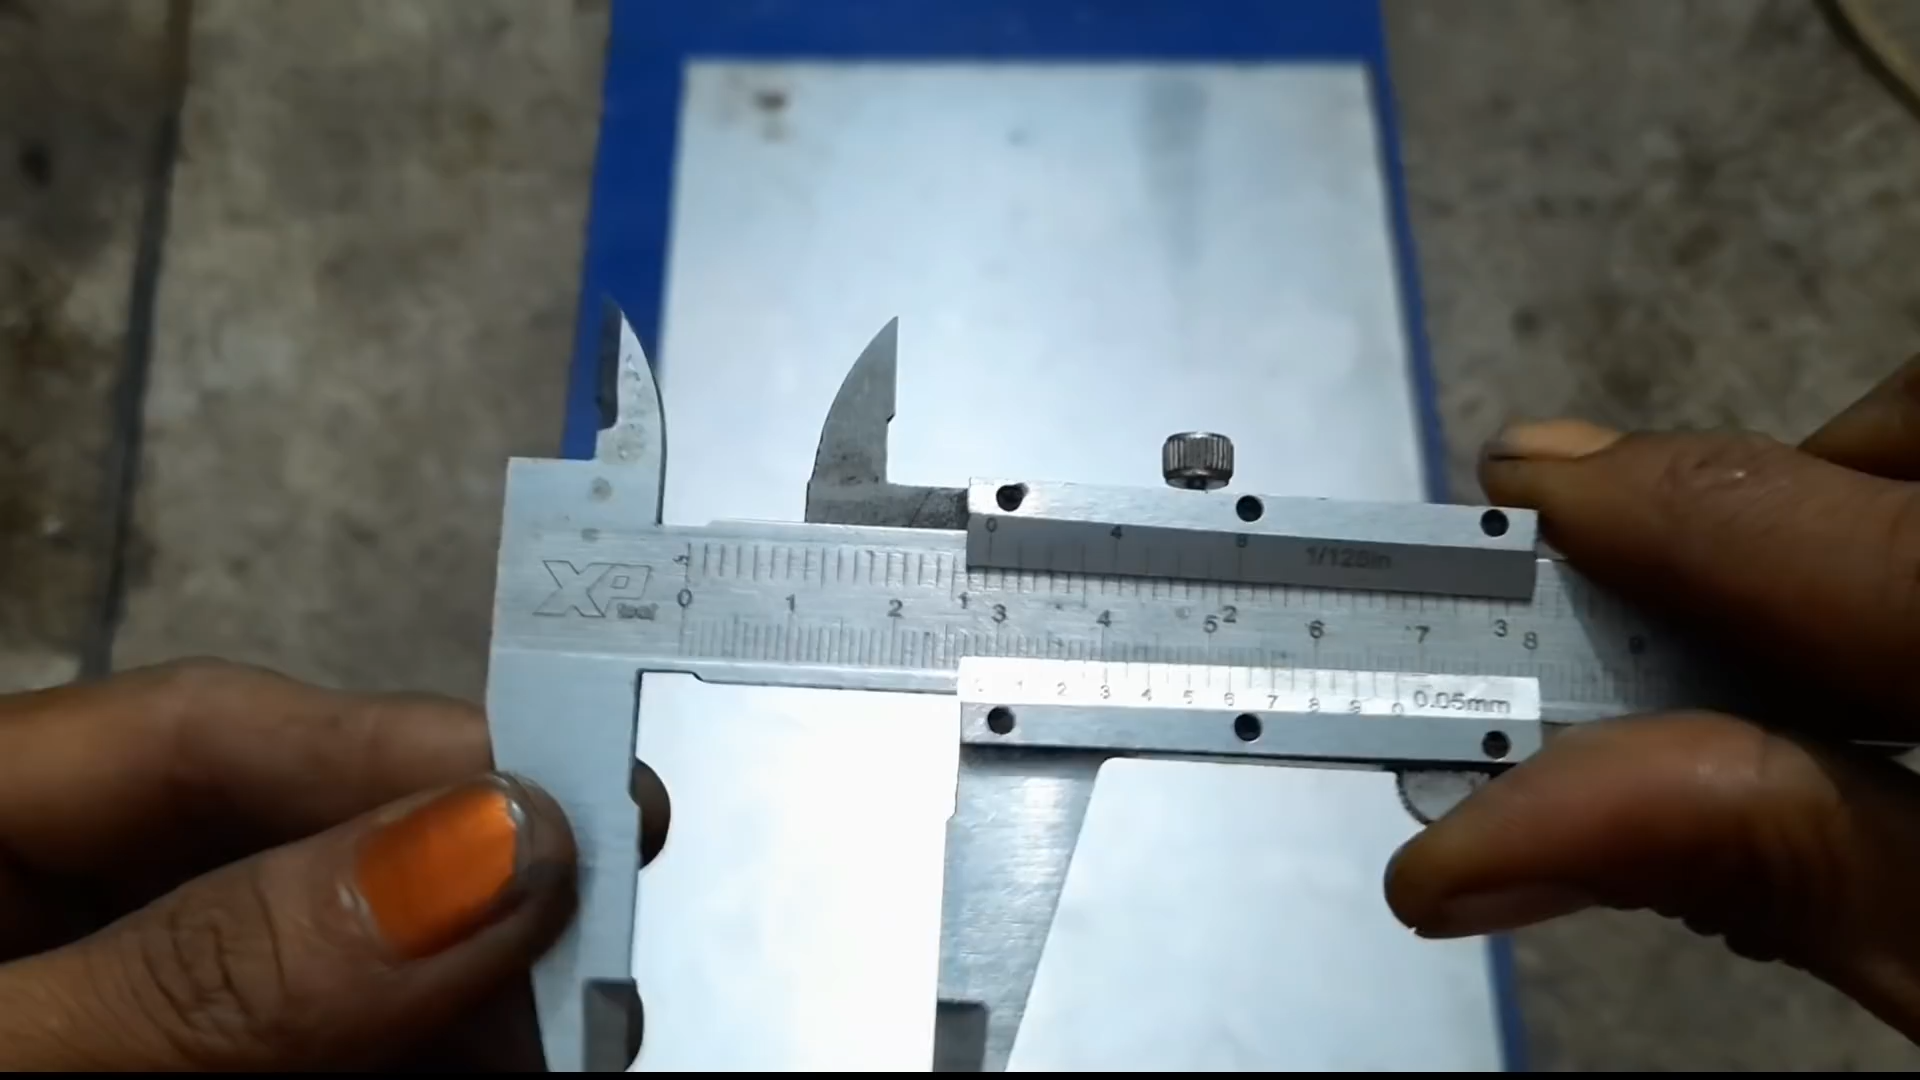 0 4 8 1/128in
XP tool
0 1 2 3 4 5 6 7 8 9
1 2 3
0 1 2 3 4 5 6 7 8 9 0 0.05mm